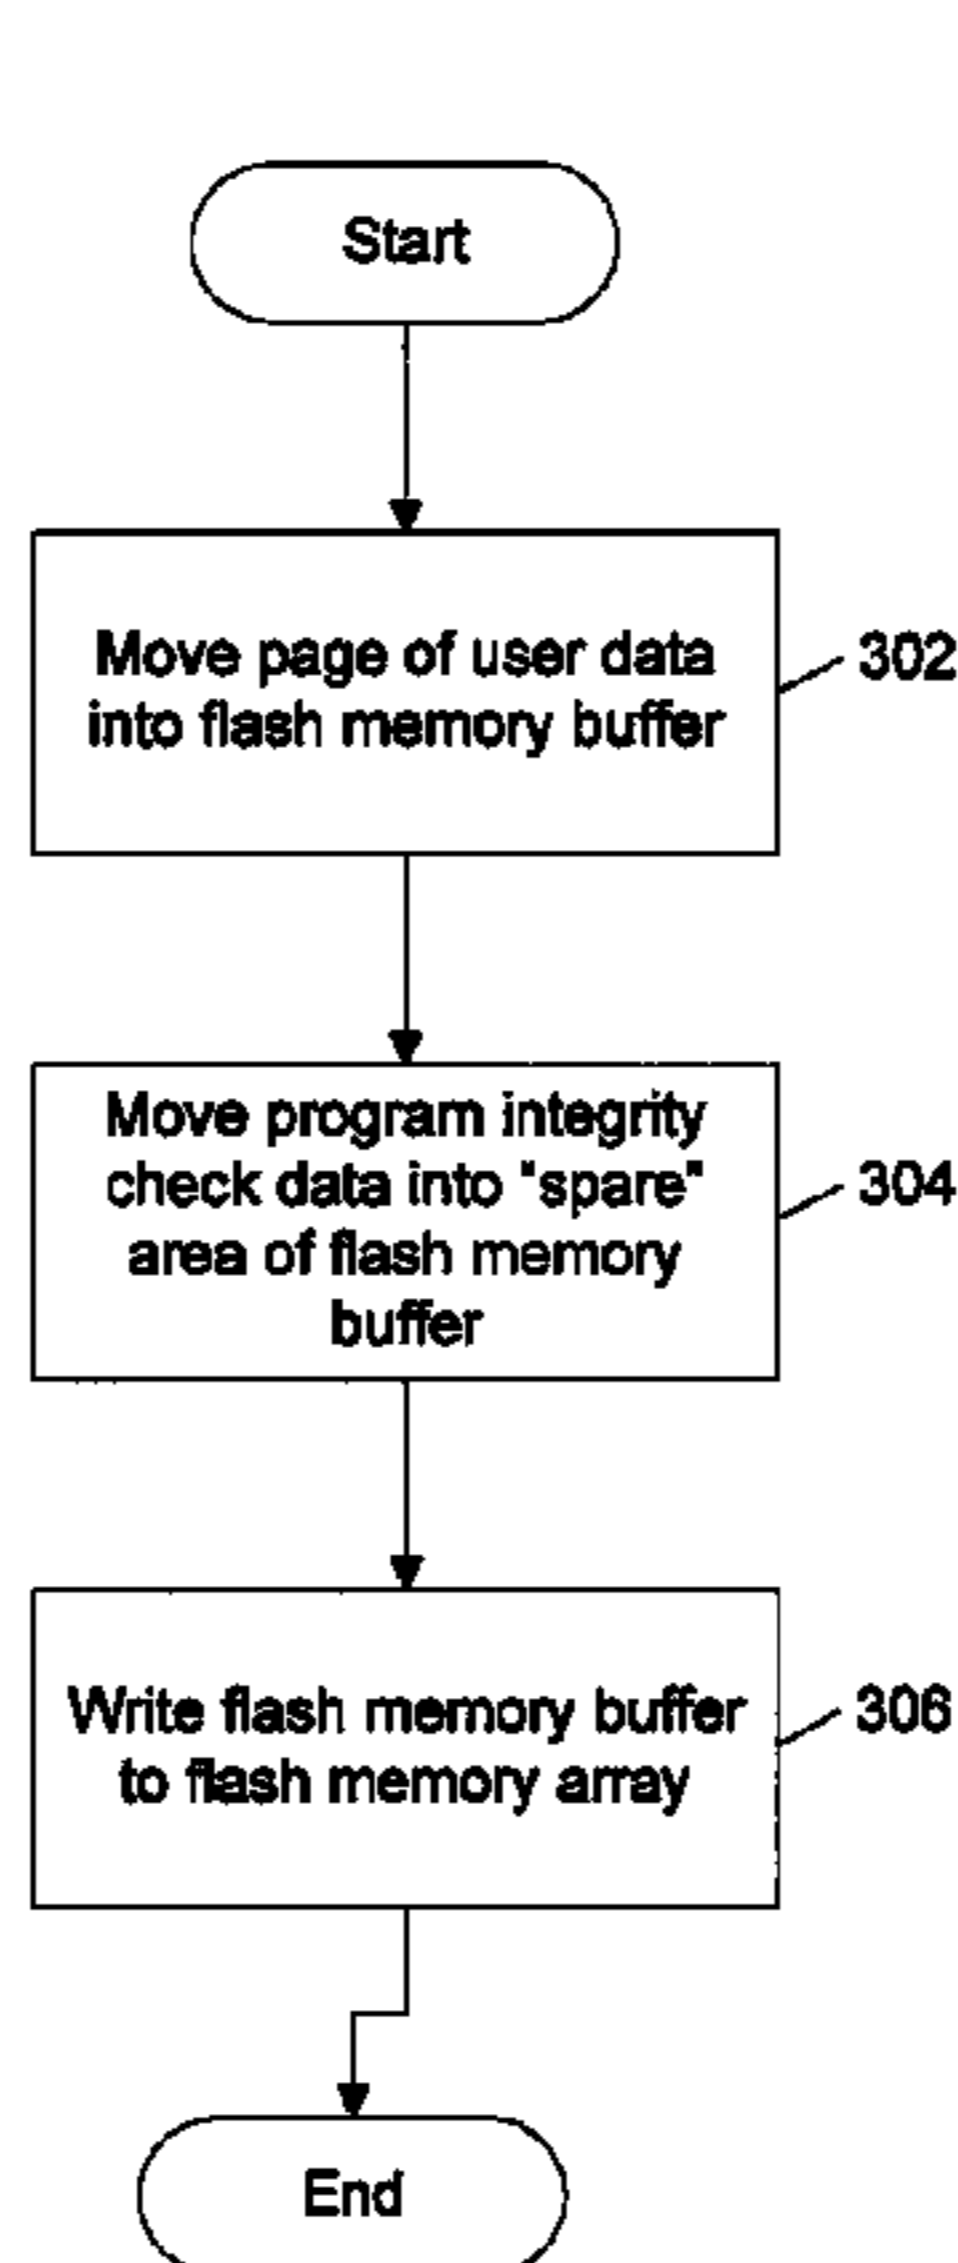 Start
Move page of user data
into flash memory buffer
302
Move program integrity
check data into "spare"
area of flash memory
buffer
304
Write flash memory buffer
to flash memory array
306
End